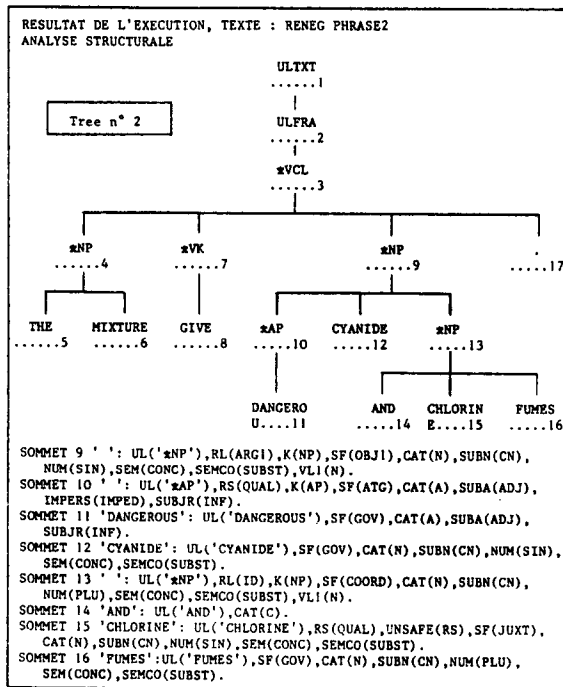 RESULTAT DE L'EXECUTION, TEXTE : RENEG PHRASE2
ANALYSE STRUCTURALE
ULTXT
......1
Tree n° 2
ULFRA
......2
*VCL
......3
*NP *VK *NP .
......4 ......7 ......9 ......17
THE MIXTURE GIVE *AP CYANIDE *NP
......5 ......6 ......8 .....10 .....12 .....13
DANGERO AND CHLORIN FUMES
U....11 .....14 E....15 .....16
SOMMET 9 ' ': UL('*NP'),RL(ARG1),K(NP),SF(OBJ1),CAT(N),SUBN(CN),
NUM(SIN),SEM(CONC),SEMCO(SUBST),VL1(N).
SOMMET 10 ' ': UL('*AP'),RS(QUAL),K(AP),SF(ATG),CAT(A),SUBA(ADJ),
IMPERS(IMPED),SUBJR(INF).
SOMMET 11 'DANGEROUS': UL('DANGEROUS'),SF(GOV),CAT(A),SUBA(ADJ),
SUBJR(INF).
SOMMET 12 'CYANIDE': UL('CYANIDE'),SF(GOV),CAT(N),SUBN(CN),NUM(SIN),
SEM(CONC),SEMCO(SUBST).
SOMMET 13 ' ': UL('*NP'),RL(ID),K(NP),SF(COORD),CAT(N),SUBN(CN),
NUM(PLU),SEM(CONC),SEMCO(SUBST),VL1(N).
SOMMET 14 'AND': UL('AND'),CAT(C).
SOMMET 15 'CHLORINE': UL('CHLORINE'),RS(QUAL),UNSAFE(RS),SF(JUXT),
CAT(N),SUBN(CN),NUM(SIN),SEM(CONC),SEMCO(SUBST).
SOMMET 16 'FUMES':UL('FUMES'),SF(GOV),CAT(N),SUBN(CN),NUM(PLU),
SEM(CONC),SEMCO(SUBST).